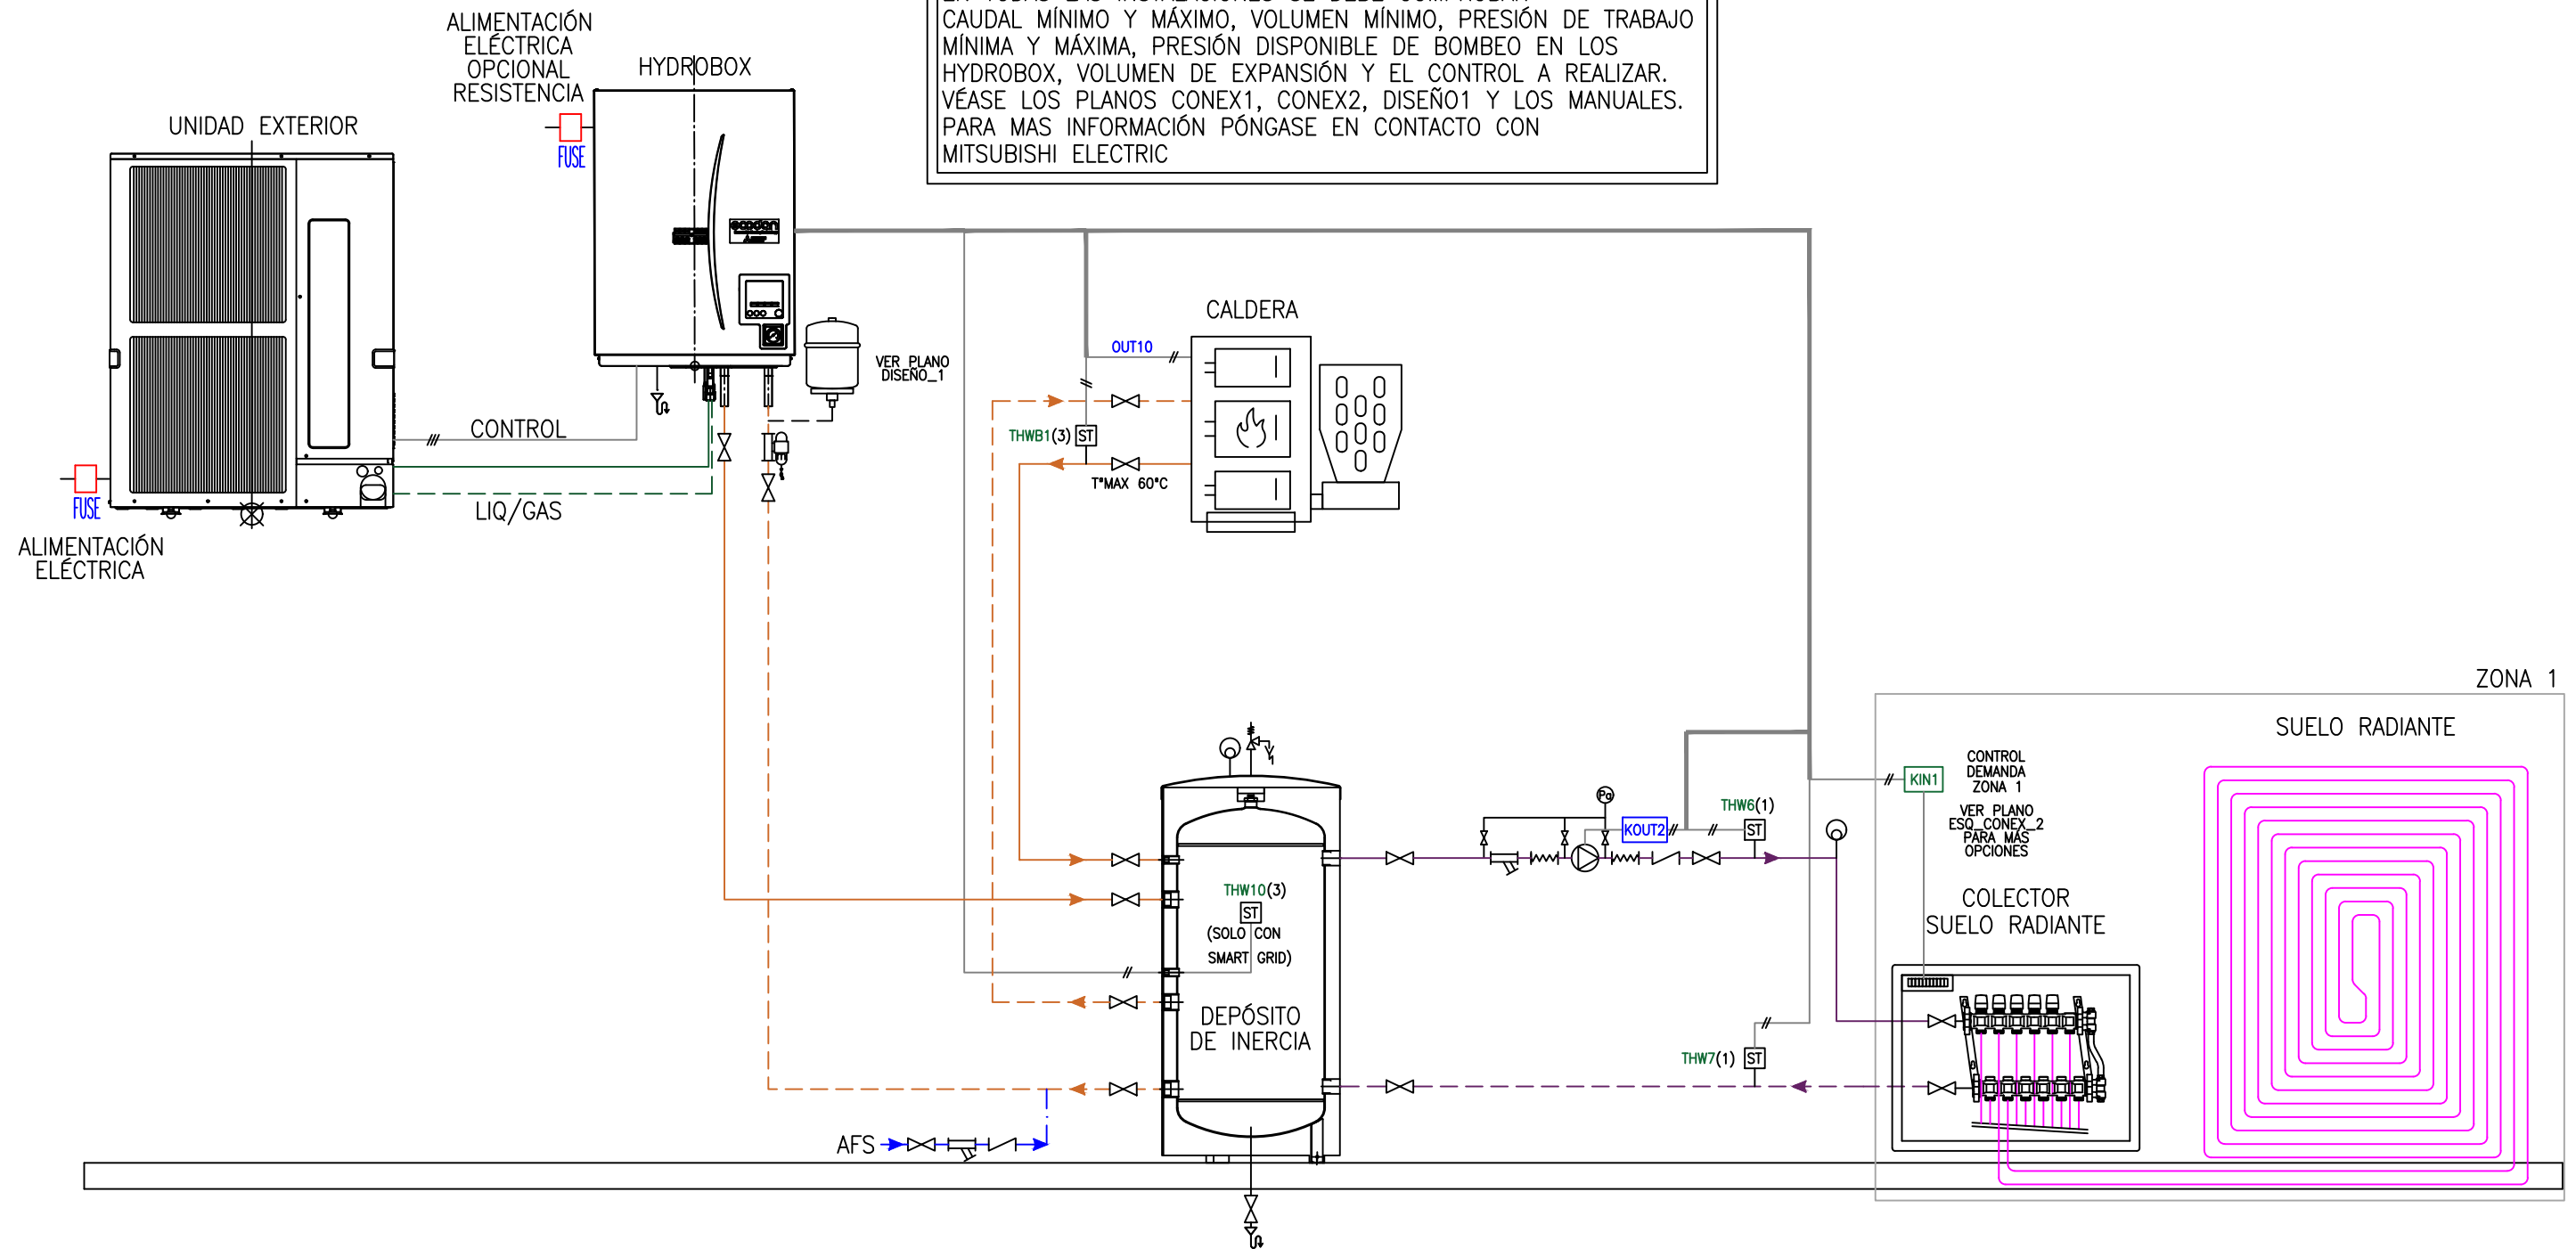 CAUDAL MÍNIMO Y MÁXIMO, VOLUMEN MÍNIMO, PRESIÓN DE TRABAJO
MÍNIMA Y MÁXIMA, PRESIÓN DISPONIBLE DE BOMBEO EN LOS
HYDROBOX, VOLUMEN DE EXPANSIÓN Y EL CONTROL A REALIZAR.
VÉASE LOS PLANOS CONEX1, CONEX2, DISEÑO1 Y LOS MANUALES.
PARA MAS INFORMACIÓN PÓNGASE EN CONTACTO CON
MITSUBISHI ELECTRIC
ALIMENTACIÓN
ELÉCTRICA
OPCIONAL
RESISTENCIA
HYDROBOX
FUSE
UNIDAD EXTERIOR
ecodan
VER PLANO
DISEÑO_1
CONTROL
LIQ/GAS
FUSE
ALIMENTACIÓN
ELÉCTRICA
CALDERA
OUT10
THWB1(3)
ST
TªMAX 60ºC
ZONA 1
SUELO RADIANTE
CONTROL
DEMANDA
ZONA 1
KIN1
VER PLANO
ESQ_CONEX_2
PARA MÁS
OPCIONES
Pa
KOUT2
THW6(1)
ST
COLECTOR
SUELO RADIANTE
THW10(3)
ST
(SOLO CON
SMART GRID)
DEPÓSITO
DE INERCIA
THW7(1)
ST
AFS